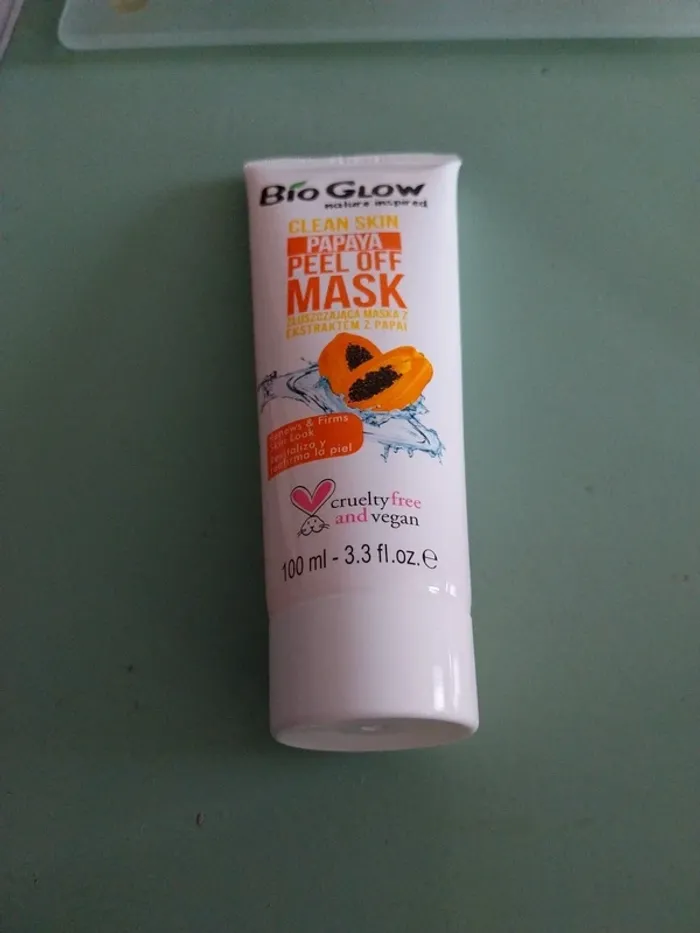 Bio Glow
nature inspired
CLEAN SKIN
PAPAYA
PEEL OFF
MASK
ZŁUSZCZAJĄCA MASKA Z
EKSTRAKTEM Z PAPAI
Renews & Firms
Skin Look
Revitaliza y
reafirma la piel
cruelty free
and vegan
100 ml - 3.3 fl.oz.e